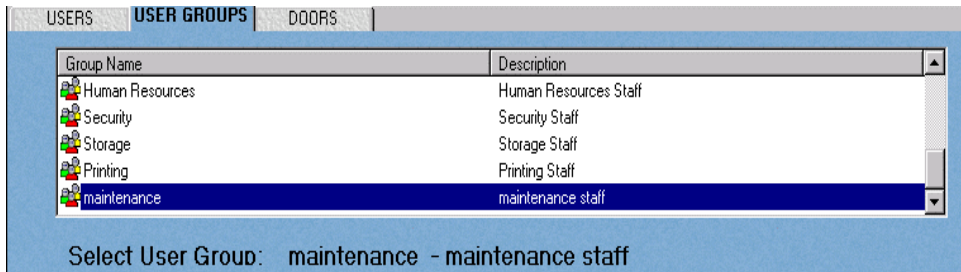 USERS USER GROUPS DOORS
Group Name Description
Human Resources Human Resources Staff
Security Security Staff
Storage Storage Staff
Printing Printing Staff
maintenance maintenance staff
Select User Group: maintenance - maintenance staff